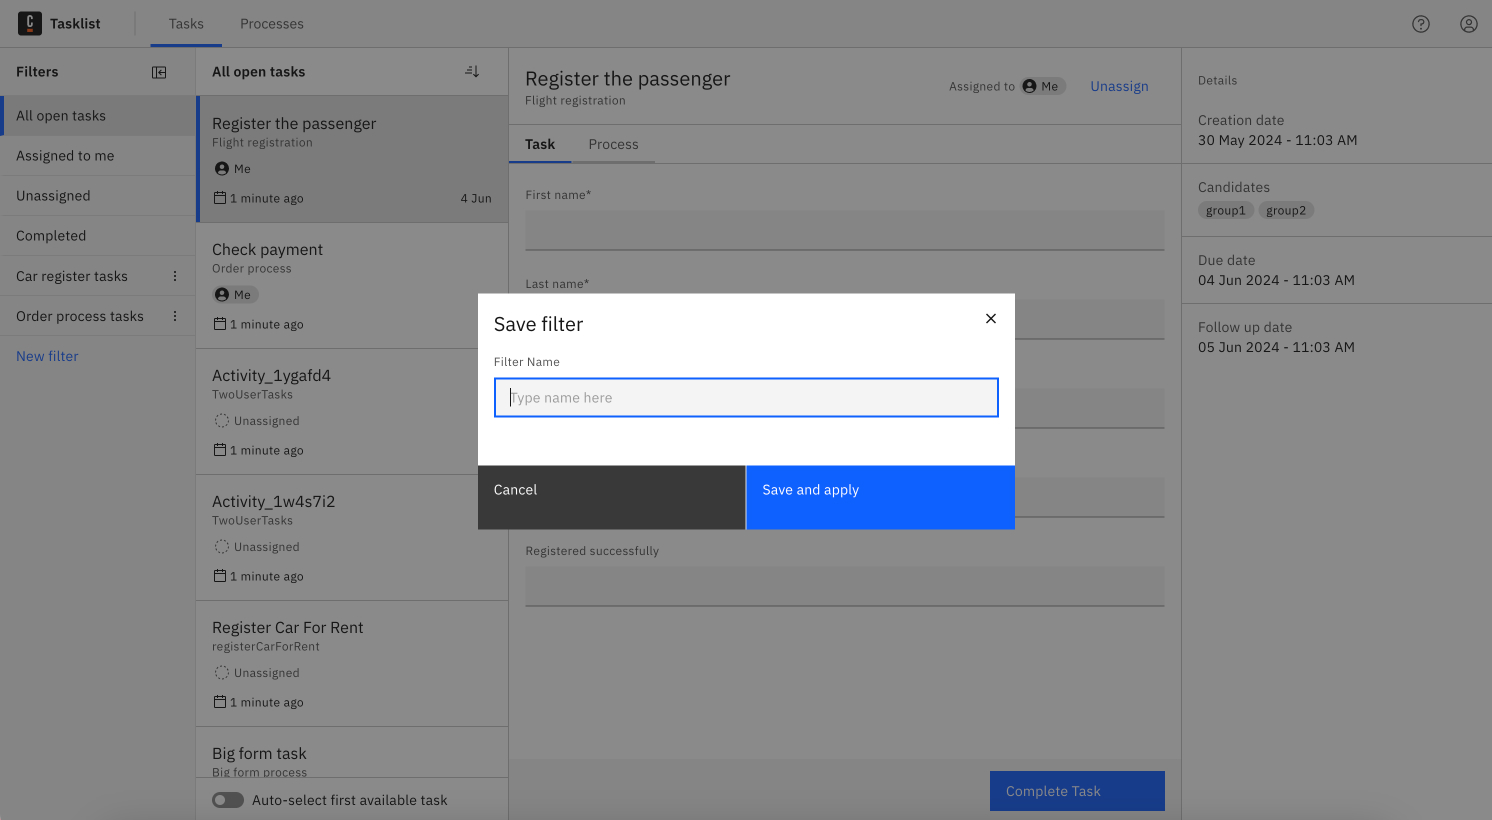 Tasklist
Tasks
Processes
Filters
All open tasks
Assigned to me
Unassigned
Completed
Car register tasks
Order process tasks
New filter
All open tasks
Register the passenger
Flight registration
Me
1 minute ago
4 Jun
Check payment
Order process
Me
1 minute ago
Activity_1ygafd4
TwoUserTasks
Unassigned
1 minute ago
Activity_1w4s7i2
TwoUserTasks
Unassigned
1 minute ago
Register Car For Rent
registerCarForRent
Unassigned
1 minute ago
Big form task
Big form process
Auto-select first available task
Register the passenger
Flight registration
Assigned to
Me
Unassign
Task
Process
First name*
Last name*
Save filter
Filter Name
Type name here
Cancel
Save and apply
Registered successfully
Complete Task
Details
Creation date
30 May 2024 - 11:03 AM
Candidates
group1
group2
Due date
04 Jun 2024 - 11:03 AM
Follow up date
05 Jun 2024 - 11:03 AM